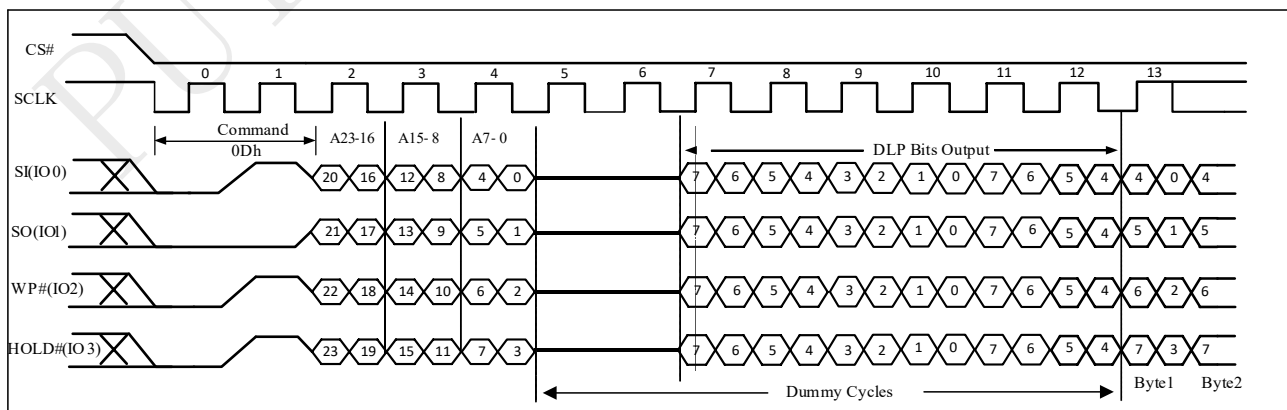 CS#
0 1 2 3 4 5 6 7 8 9 10 11 12 13
SCLK
Command 0Dh A23-16 A15-8 A7-0 DLP Bits Output
SI(IO0) 20 16 12 8 4 0 7 6 5 4 3 2 1 0 7 6 5 4 4 0 4
SO(IO1) 21 17 13 9 5 1 7 6 5 4 3 2 1 0 7 6 5 4 5 1 5
WP#(IO2) 22 18 14 10 6 2 7 6 5 4 3 2 1 0 7 6 5 4 6 2 6
HOLD#(IO3) 23 19 15 11 7 3 7 6 5 4 3 2 1 0 7 6 5 4 7 3 7
Dummy Cycles Byte1 Byte2